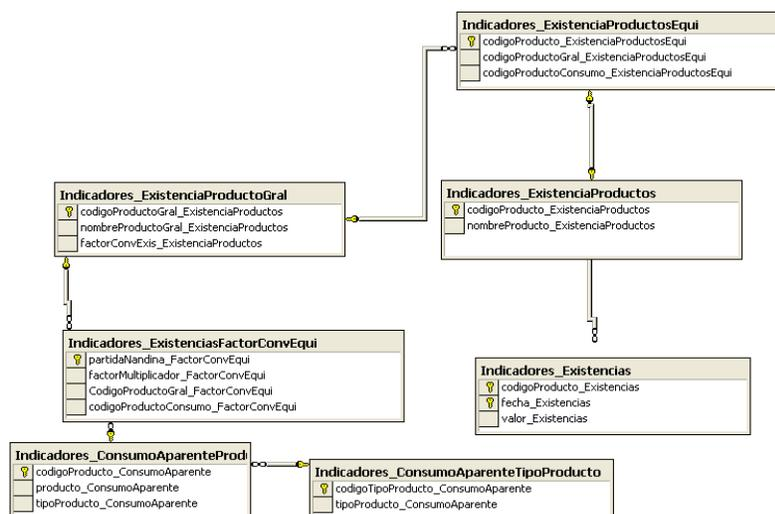 Indicadores_ExistenciaProductosEqui
codigoProducto_ExistenciaProductosEqui
codigoProductoGral_ExistenciaProductosEqui
codigoProductoConsumo_ExistenciaProductosEqui
Indicadores_ExistenciaProductoGral
codigoProductoGral_ExistenciaProductos
nombreProductoGral_ExistenciaProductos
factorConvExis_ExistenciaProductos
Indicadores_ExistenciaProductos
codigoProducto_ExistenciaProductos
nombreProducto_ExistenciaProductos
Indicadores_ExistenciasFactorConvEqui
partidaNandina_FactorConvEqui
factorMultiplicador_FactorConvEqui
CodigoProductoGral_FactorConvEqui
codigoProductoConsumo_FactorConvEqui
Indicadores_Existencias
codigoProducto_Existencias
fecha_Existencias
valor_Existencias
Indicadores_ConsumoAparenteProd
codigoProducto_ConsumoAparente
producto_ConsumoAparente
tipoProducto_ConsumoAparente
Indicadores_ConsumoAparenteTipoProducto
codigoTipoProducto_ConsumoAparente
tipoProducto_ConsumoAparente